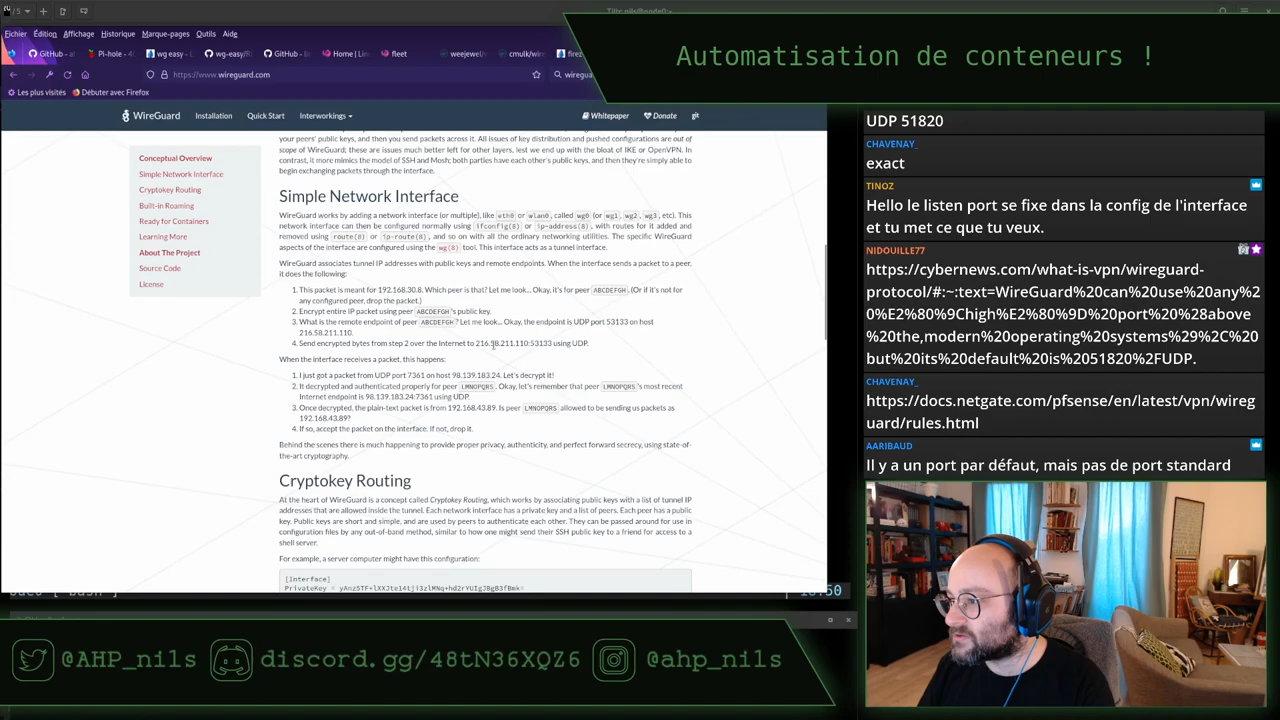 / 5
Tilix: nils@node0:~
Fichier Édition Affichage Historique Marque-pages Outils Aide
GitHub - a
wg easy
wg-easy/
GitHub -
Home | Li
fleet
weejewel/
cmulk/wire
firez
https://www.wireguard.com
Les plus visités Débuter avec Firefox
Automatisation de conteneurs !
WireGuard Installation Quick Start Interworkings Whitepaper Donate git
Conceptual Overview
Simple Network Interface
Cryptokey Routing
Built-in Roaming
Ready for Containers
Learning More
About The Project
Source Code
License
your peers' public keys, and then you send packets across it. All issues of key distribution and pushed configurations are out of
scope of WireGuard; these are issues much better left for other layers, lest we end up with the bloat of IKE or OpenVPN. In
contrast, it more mimics the model of SSH and Mosh; both parties have each other's public keys, and then they're simply able to
begin exchanging packets through the interface.
Simple Network Interface
WireGuard works by adding a network interface (or multiple), like eth0 or wlan0, called wg0 (or wg1, wg2, wg3, etc). This
network interface can then be configured normally using ifconfig(8) or ip-address(8), with routes for it added and
removed using route(8) or ip-route(8), and so on with all the ordinary networking utilities. The specific WireGuard
aspects of the interface are configured using the wg(8) tool. This interface acts as a tunnel interface.
WireGuard associates tunnel IP addresses with public keys and remote endpoints. When the interface sends a packet to a peer,
it does the following:
1. This packet is meant for 192.168.30.8. Which peer is that? Let me look... Okay, it's for peer ABCDEFGH. (Or if it's not for
any configured peer, drop the packet.)
2. Encrypt entire IP packet using peer ABCDEFGH's public key.
3. What is the remote endpoint of peer ABCDEFGH? Let me look... Okay, the endpoint is UDP port 53133 on host
216.58.211.110.
4. Send encrypted bytes from step 2 over the Internet to 216.58.211.110:53133 using UDP.
When the interface receives a packet, this happens:
1. I just got a packet from UDP port 7361 on host 98.139.183.24. Let's decrypt it!
2. It decrypted and authenticated properly for peer LMNOPQRS. Okay, let's remember that peer LMNOPQRS's most recent
Internet endpoint is 98.139.183.24:7361 using UDP.
3. Once decrypted, the plain-text packet is from 192.168.43.89. Is peer LMNOPQRS allowed to be sending us packets as
192.168.43.89?
4. If so, accept the packet on the interface. If not, drop it.
Behind the scenes there is much happening to provide proper privacy, authenticity, and perfect forward secrecy, using state-of-
the-art cryptography.
Cryptokey Routing
At the heart of WireGuard is a concept called Cryptokey Routing, which works by associating public keys with a list of tunnel IP
addresses that are allowed inside the tunnel. Each network interface has a private key and a list of peers. Each peer has a public
key. Public keys are short and simple, and are used by peers to authenticate each other. They can be passed around for use in
configuration files by any out-of-band method, similar to how one might send their SSH public key to a friend for access to a
shell server.
For example, a server computer might have this configuration:
[Interface]
PrivateKey = yAnz5TF+lXXJte14tji3zlMNq+hd2rYUIgJBgB3fBmk=
UDP 51820
CHAVENAY_
exact
TINOZ
Hello le listen port se fixe dans la config de l'interface
et tu met ce que tu veux.
NIDOUILLE77
https://cybernews.com/what-is-vpn/wireguard-
protocol/#:~:text=WireGuard%20can%20use%20any%2
0%E2%80%9Chigh%E2%80%9D%20port%20%28above
%20the,modern%20operating%20systems%29%2C%20
but%20its%20default%20is%2051820%2FUDP.
CHAVENAY_
https://docs.netgate.com/pfsense/en/latest/vpn/wireg
uard/rules.html
AARIBAUD
Il y a un port par défaut, mais pas de port standard
@AHP_nils discord.gg/48tN36XQZ6 @ahp_nils